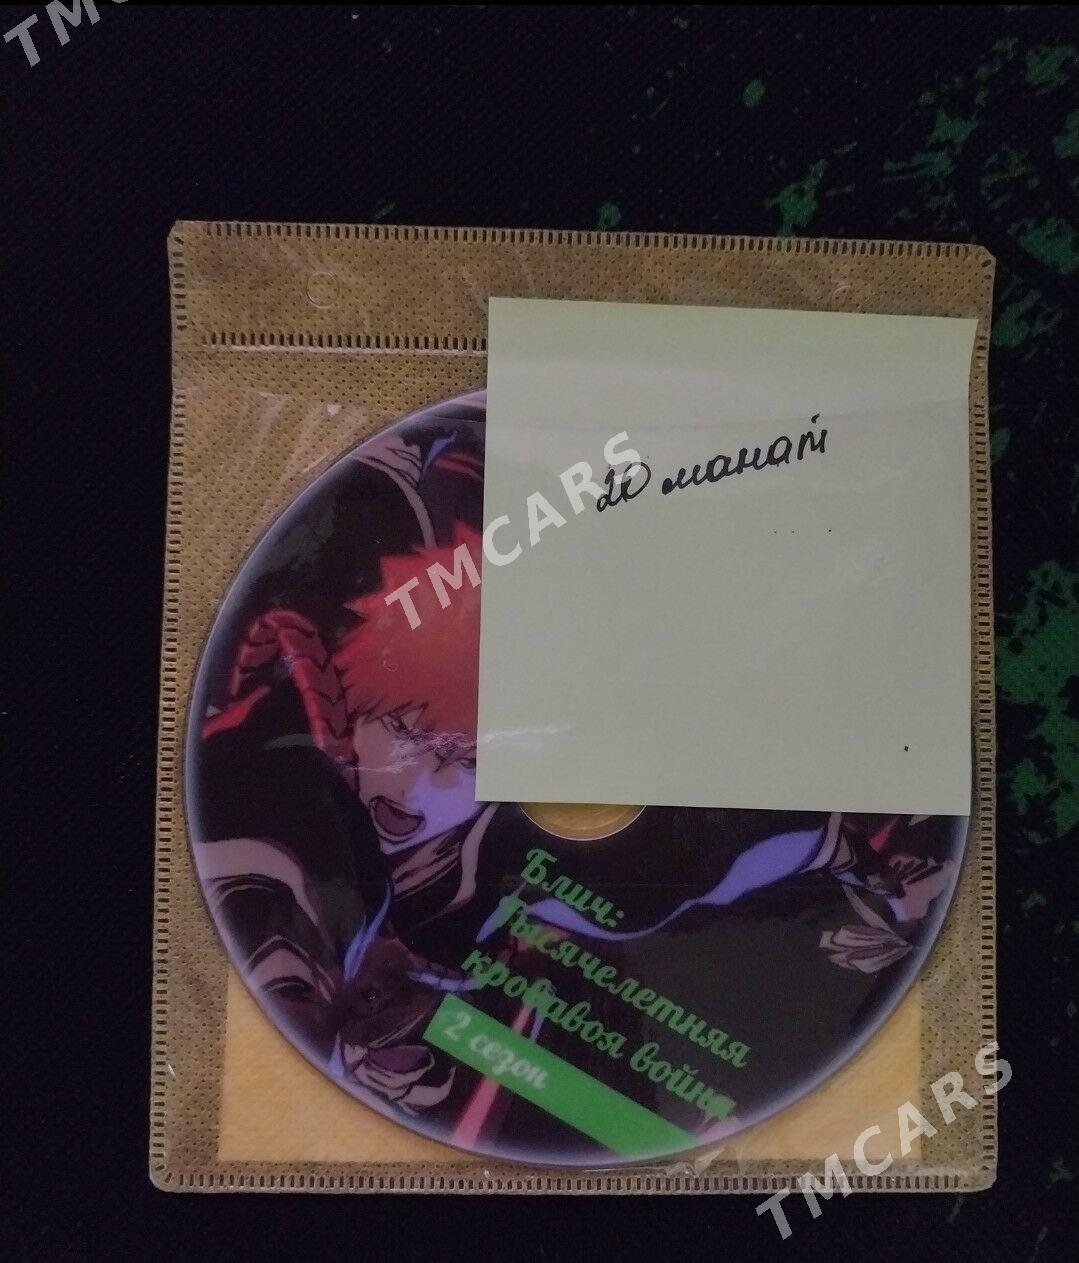 TMCARS
20 манат
TMCARS
Блич:
Тысячелетняя
кровавоя война
2 сезон
TMCARS